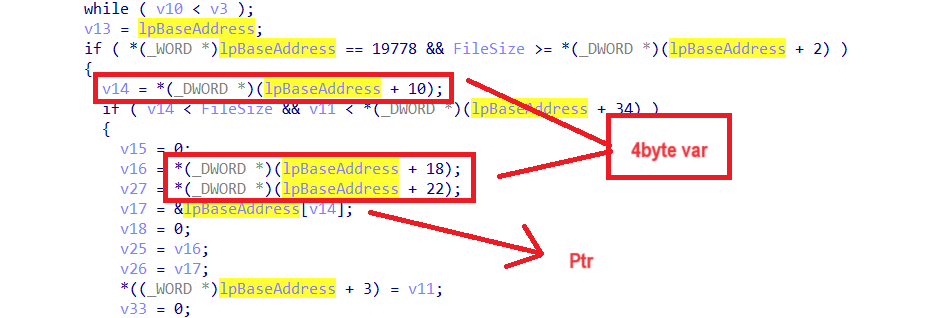 while ( v10 < v3 );
v13 = lpBaseAddress;
if ( *(_WORD *)lpBaseAddress == 19778 && FileSize >= *(_DWORD *)(lpBaseAddress + 2) )
{
v14 = *(_DWORD *)(lpBaseAddress + 10);
if ( v14 < FileSize && v11 < *(_DWORD *)(lpBaseAddress + 34) )
{
v15 = 0;
v16 = *(_DWORD *)(lpBaseAddress + 18);
v27 = *(_DWORD *)(lpBaseAddress + 22);
v17 = &lpBaseAddress[v14];
v18 = 0;
v25 = v16;
v26 = v17;
*((_WORD *)lpBaseAddress + 3) = v11;
v33 = 0;
4byte var
Ptr